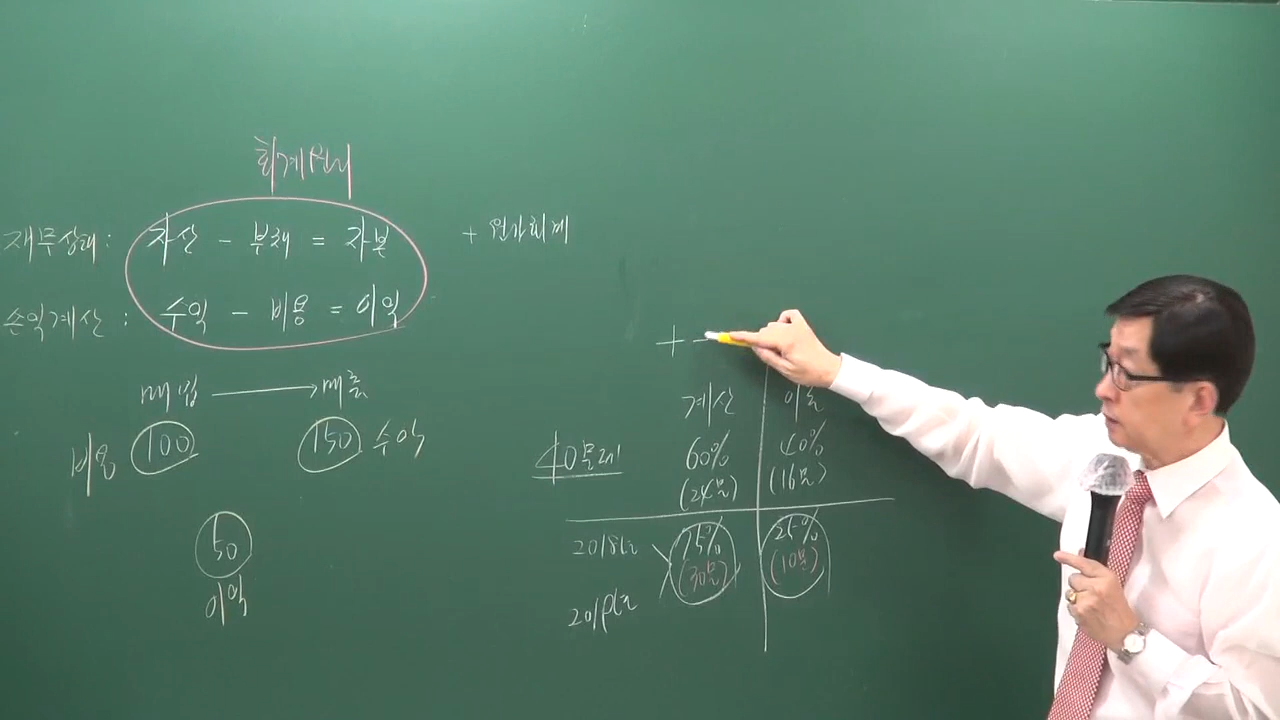 회계원리
재무상태 : 자산 - 부채 = 자본 + 원가회계
손익계산 : 수익 - 비용 = 이익
매입 → 매출
비용 100 150 수익
50
이익
+ -
계산 이론
40문제 60% 40%
(24문) (16문)
2018년 75% 25%
(30문) (10문)
2019년